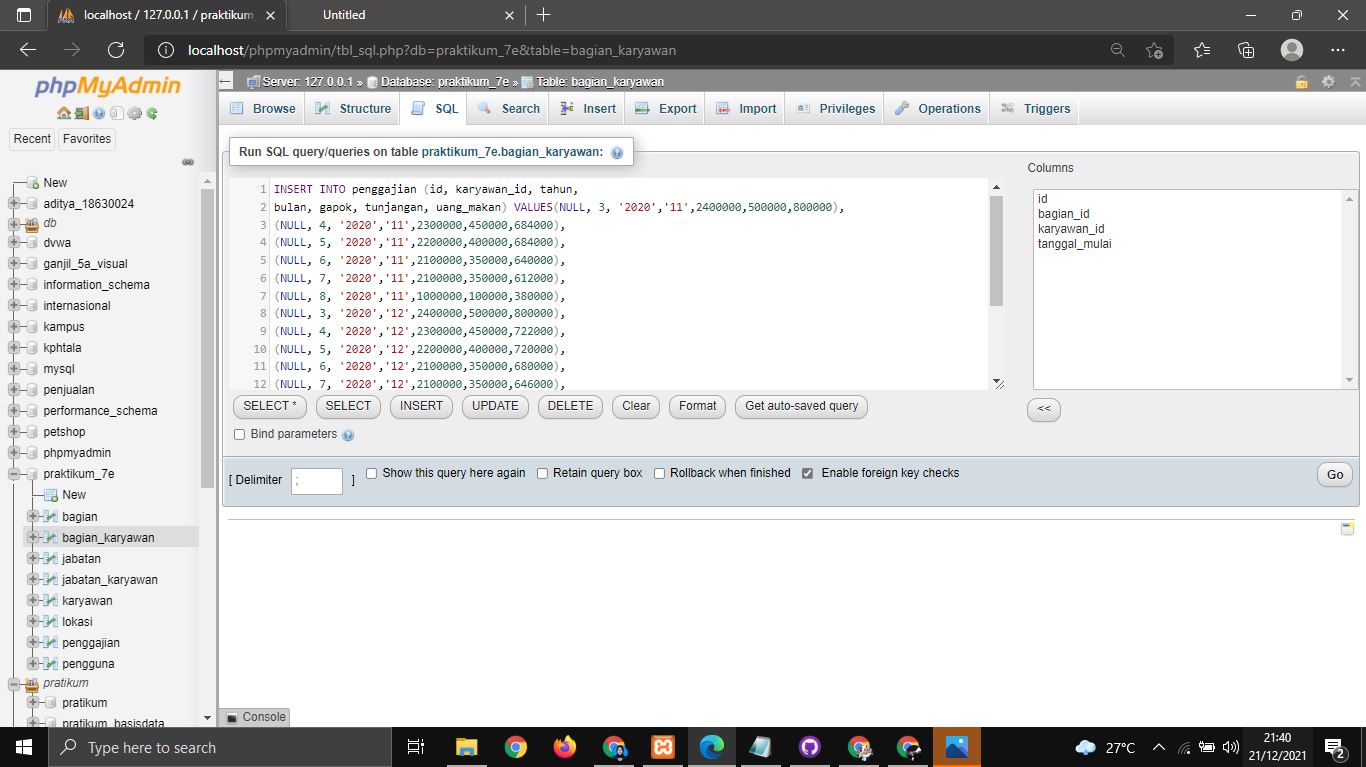 localhost / 127.0.0.1 / praktikum_
Untitled
localhost/phpmyadmin/tbl_sql.php?db=praktikum_7e&table=bagian_karyawan
phpMyAdmin
Recent
Favorites
New
aditya_18630024
db
dvwa
ganjil_5a_visual
information_schema
internasional
kampus
kphtala
mysql
penjualan
performance_schema
petshop
phpmyadmin
praktikum_7e
New
bagian
bagian_karyawan
jabatan
jabatan_karyawan
karyawan
lokasi
penggajian
pengguna
pratikum
pratikum
pratikum_basisdata
Server: 127.0.0.1 » Database: praktikum_7e » Table: bagian_karyawan
Browse Structure SQL Search Insert Export Import Privileges Operations Triggers
Run SQL query/queries on table praktikum_7e.bagian_karyawan:
1 INSERT INTO penggajian (id, karyawan_id, tahun,
2 bulan, gapok, tunjangan, uang_makan) VALUES(NULL, 3, '2020','11',2400000,500000,800000),
3 (NULL, 4, '2020','11',2300000,450000,684000),
4 (NULL, 5, '2020','11',2200000,400000,684000),
5 (NULL, 6, '2020','11',2100000,350000,640000),
6 (NULL, 7, '2020','11',2100000,350000,612000),
7 (NULL, 8, '2020','11',1000000,100000,380000),
8 (NULL, 3, '2020','12',2400000,500000,800000),
9 (NULL, 4, '2020','12',2300000,450000,722000),
10 (NULL, 5, '2020','12',2200000,400000,720000),
11 (NULL, 6, '2020','12',2100000,350000,680000),
12 (NULL, 7, '2020','12',2100000,350000,646000),
Columns
id
bagian_id
karyawan_id
tanggal_mulai
<<
SELECT * SELECT INSERT UPDATE DELETE Clear Format Get auto-saved query
Bind parameters
[ Delimiter ; ] Show this query here again Retain query box Rollback when finished Enable foreign key checks
Go
Console
Type here to search
27°C
21:40
21/12/2021
2